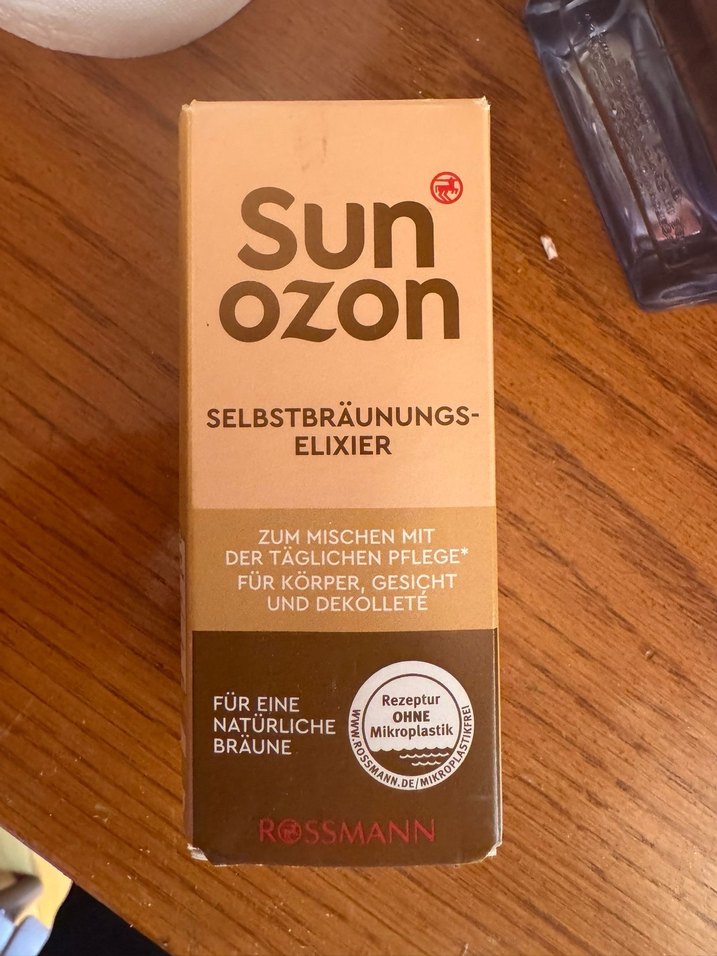 Sun
ozon
SELBSTBRÄUNUNGS-
ELIXIER
ZUM MISCHEN MIT
DER TÄGLICHEN PFLEGE*
FÜR KÖRPER, GESICHT
UND DEKOLLETÉ
FÜR EINE
NATÜRLICHE
BRÄUNE
Rezeptur
OHNE
Mikroplastik
WWW.ROSSMANN.DE/MIKROPLASTIKFREI
ROSSMANN